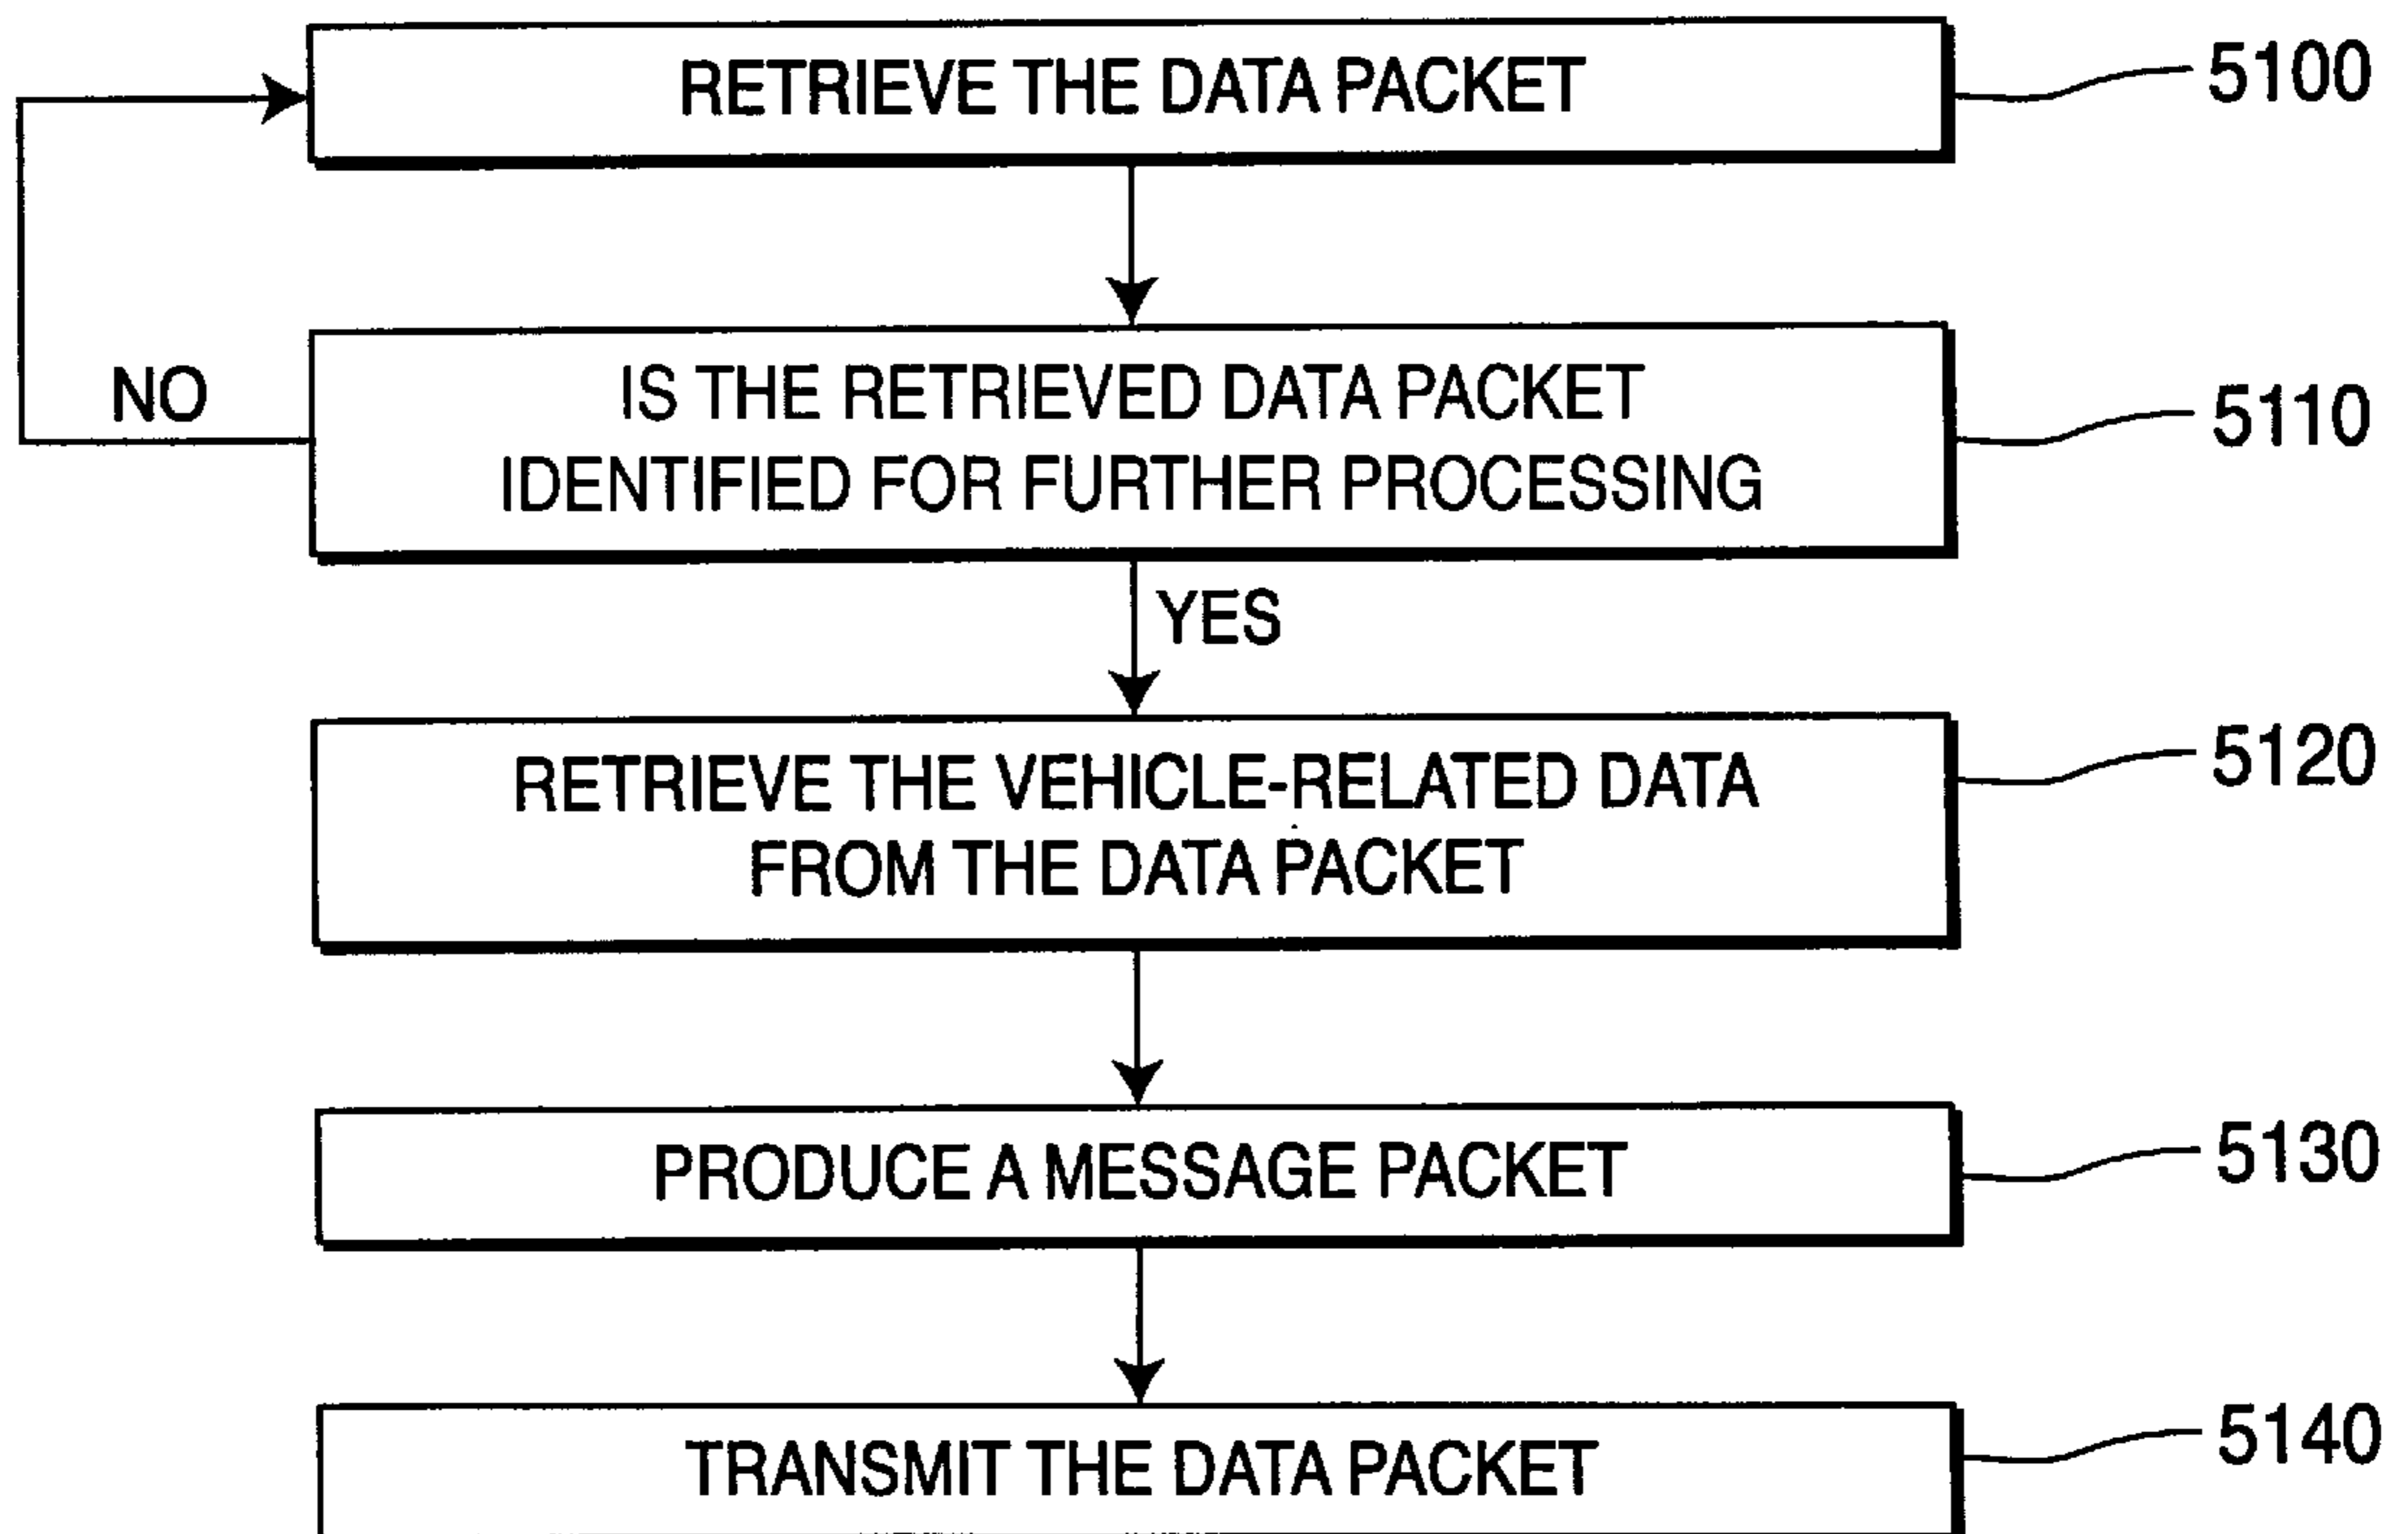 RETRIEVE THE DATA PACKET
5100
IS THE RETRIEVED DATA PACKET
IDENTIFIED FOR FURTHER PROCESSING
5110
NO
YES
RETRIEVE THE VEHICLE-RELATED DATA
FROM THE DATA PACKET
5120
PRODUCE A MESSAGE PACKET
5130
TRANSMIT THE DATA PACKET
5140